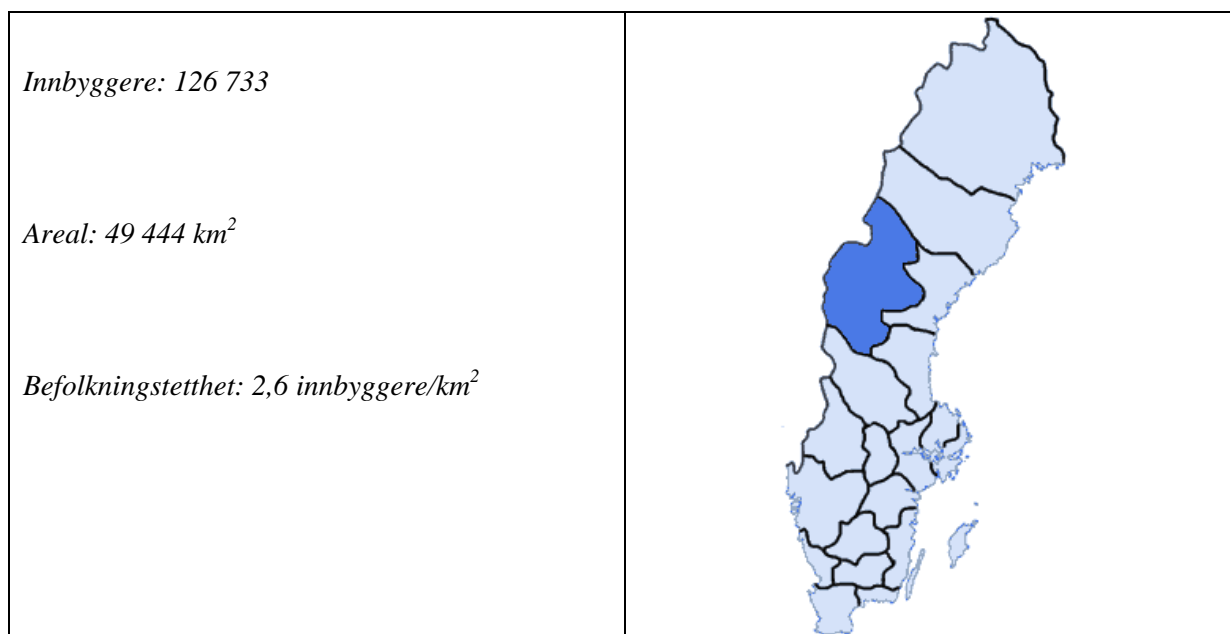 Innbyggere: 126 733
Areal: 49 444 km²
Befolkningstetthet: 2,6 innbyggere/km²